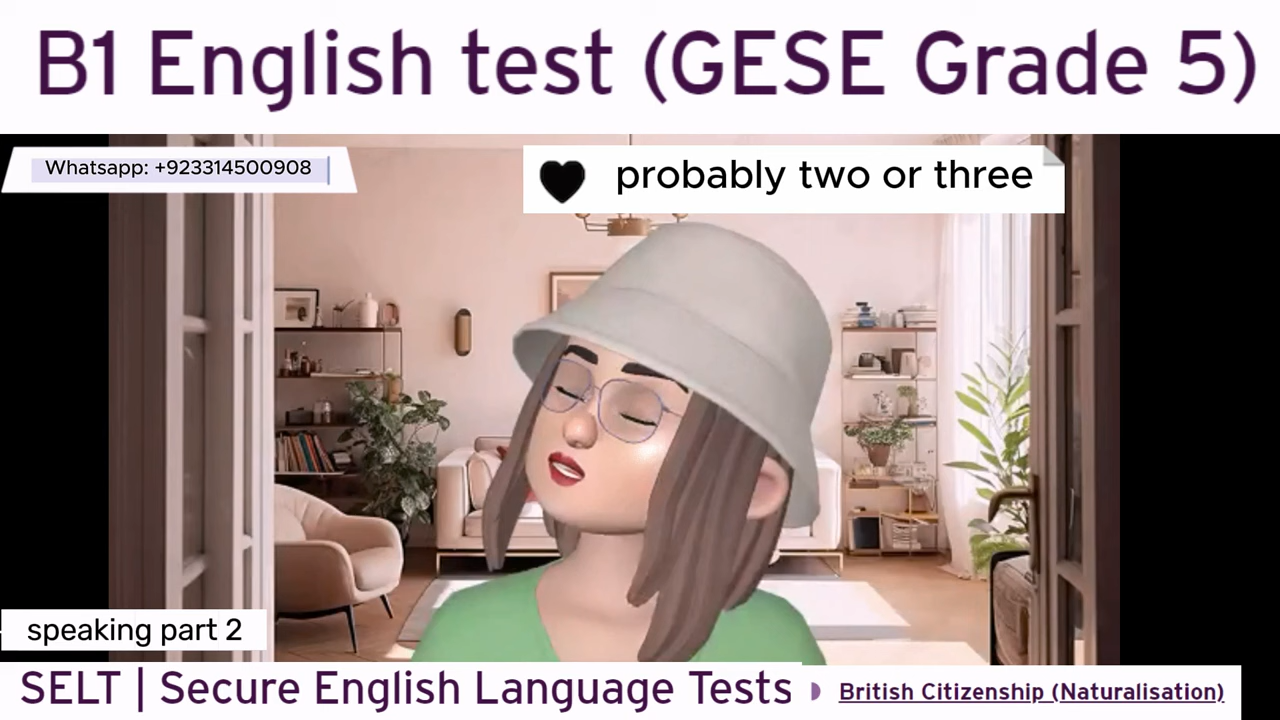 B1 English test (GESE Grade 5)
Whatsapp: +923314500908
probably two or three
speaking part 2
SELT | Secure English Language Tests
British Citizenship (Naturalisation)